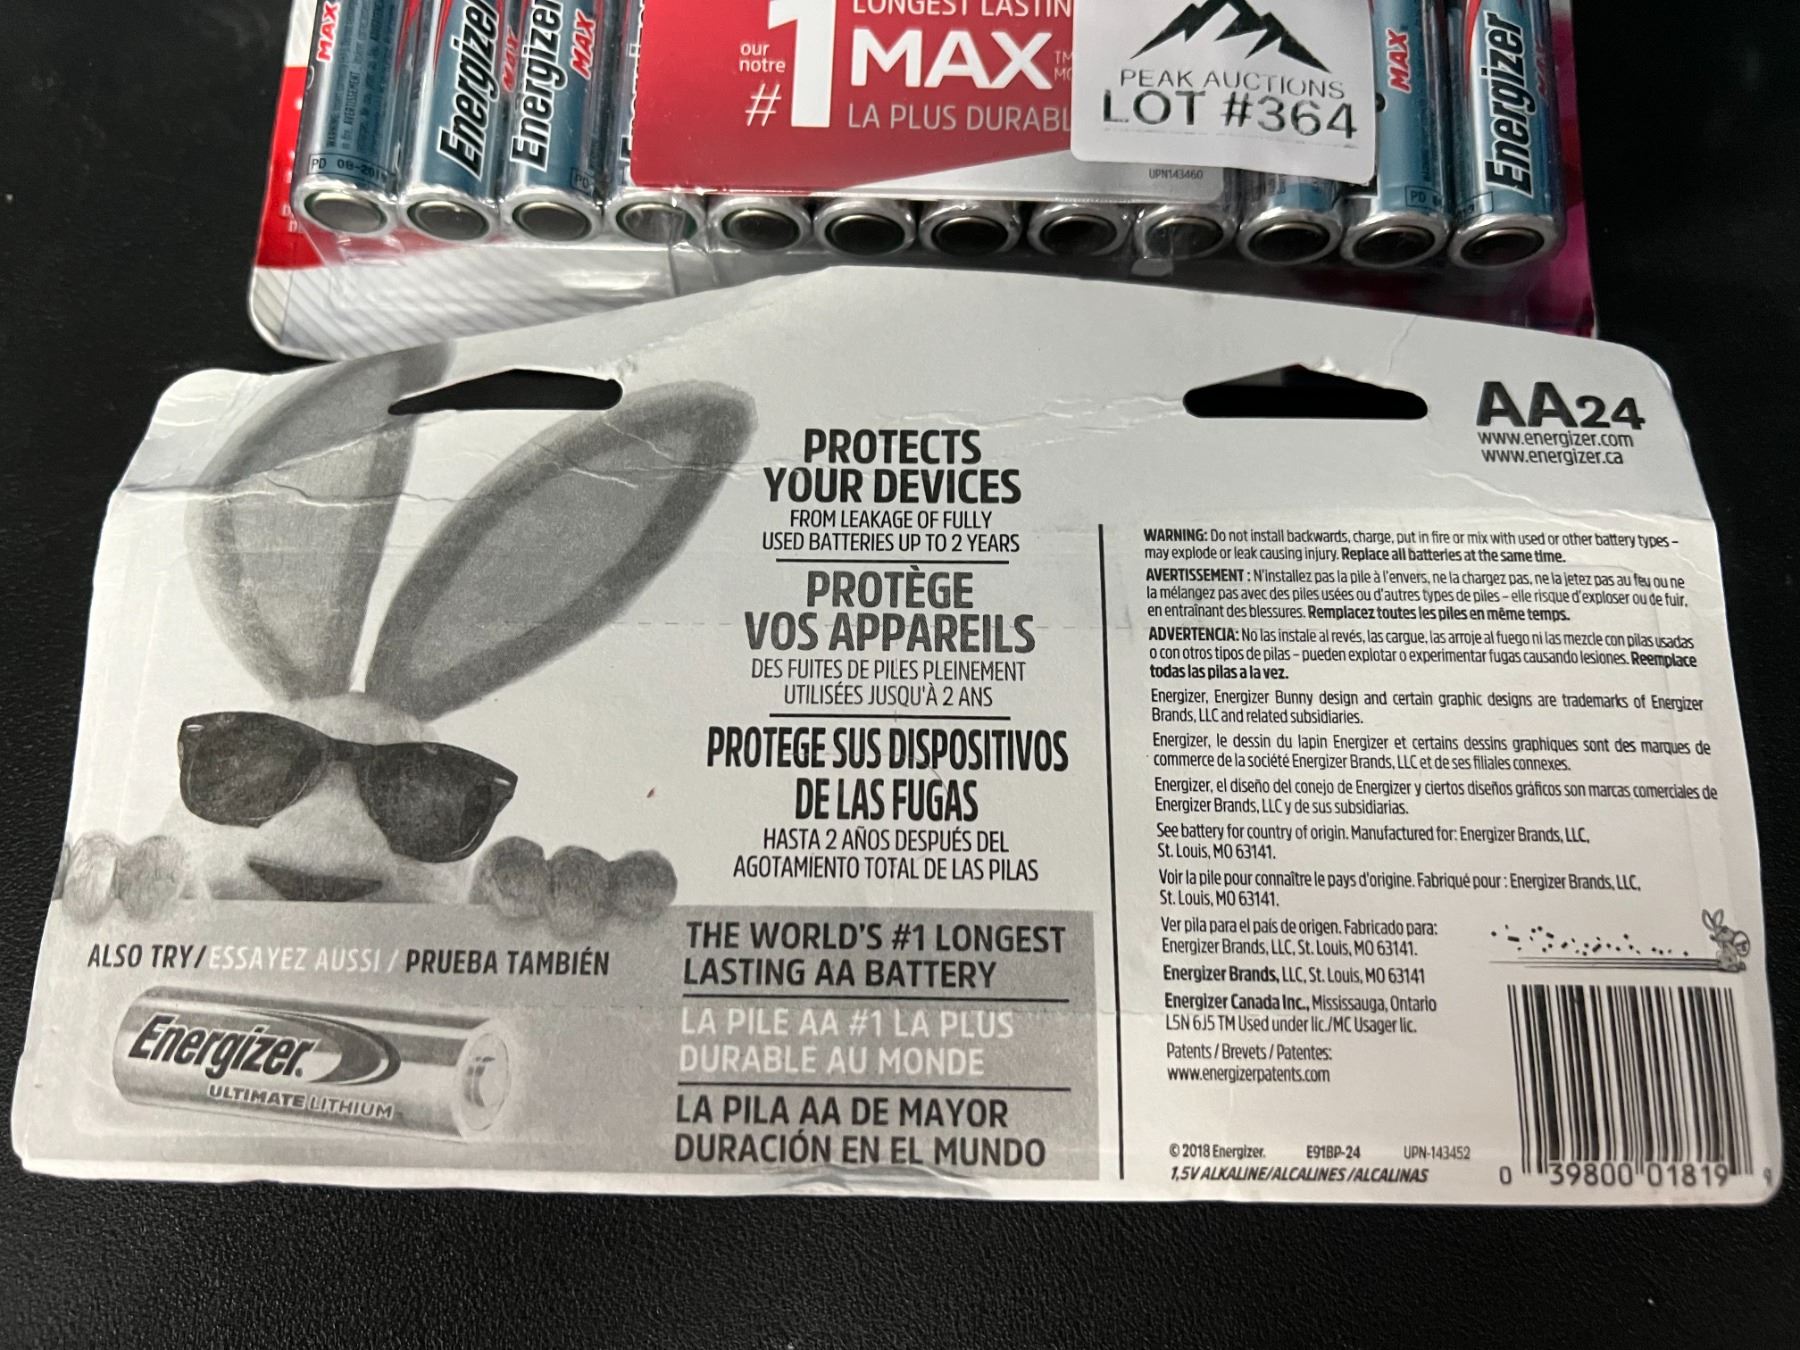 MAX
PD 08-201
Energizer
MAX
Energizer
MAX
PD
our
notre
#1
LONGEST LASTIN
MAX
TM
MC
LA PLUS DURABL
PEAK AUCTIONS
LOT #364
UPN143460
MAX
PD
Energizer
AA24
www.energizer.com
www.energizer.ca
PROTECTS
YOUR DEVICES
FROM LEAKAGE OF FULLY
USED BATTERIES UP TO 2 YEARS
PROTÈGE
VOS APPAREILS
DES FUITES DE PILES PLEINEMENT
UTILISÉES JUSQU'À 2 ANS
PROTEGE SUS DISPOSITIVOS
DE LAS FUGAS
HASTA 2 AÑOS DESPUÉS DEL
AGOTAMIENTO TOTAL DE LAS PILAS
ALSO TRY / ESSAYEZ AUSSI / PRUEBA TAMBIÉN
Energizer.
ULTIMATE LITHIUM
THE WORLD'S #1 LONGEST
LASTING AA BATTERY
LA PILE AA #1 LA PLUS
DURABLE AU MONDE
LA PILA AA DE MAYOR
DURACIÓN EN EL MUNDO
WARNING: Do not install backwards, charge, put in fire or mix with used or other battery types –
may explode or leak causing injury. Replace all batteries at the same time.
AVERTISSEMENT : N'installez pas la pile à l'envers, ne la chargez pas, ne la jetez pas au feu ou ne
la mélangez pas avec des piles usées ou d'autres types de piles – elle risque d'exploser ou de fuir,
en entraînant des blessures. Remplacez toutes les piles en même temps.
ADVERTENCIA: No las instale al revés, las cargue, las arroje al fuego ni las mezcle con pilas usadas
o con otros tipos de pilas – pueden explotar o experimentar fugas causando lesiones. Reemplace
todas las pilas a la vez.
Energizer, Energizer Bunny design and certain graphic designs are trademarks of Energizer
Brands, LLC and related subsidiaries.
Energizer, le dessin du lapin Energizer et certains dessins graphiques sont des marques de
commerce de la société Energizer Brands, LLC et de ses filiales connexes.
Energizer, el diseño del conejo de Energizer y ciertos diseños gráficos son marcas comerciales de
Energizer Brands, LLC y de sus subsidiarias.
See battery for country of origin. Manufactured for: Energizer Brands, LLC,
St. Louis, MO 63141.
Voir la pile pour connaître le pays d'origine. Fabriqué pour : Energizer Brands, LLC,
St. Louis, MO 63141.
Ver pila para el país de origen. Fabricado para:
Energizer Brands, LLC, St. Louis, MO 63141.
Energizer Brands, LLC, St. Louis, MO 63141
Energizer Canada Inc., Mississauga, Ontario
L5N 6J5 TM Used under lic./MC Usager lic.
Patents / Brevets / Patentes:
www.energizerpatents.com
© 2018 Energizer. E91BP-24 UPN-143452
1,5V ALKALINE/ALCALINES/ALCALINAS
0 39800 01819 9